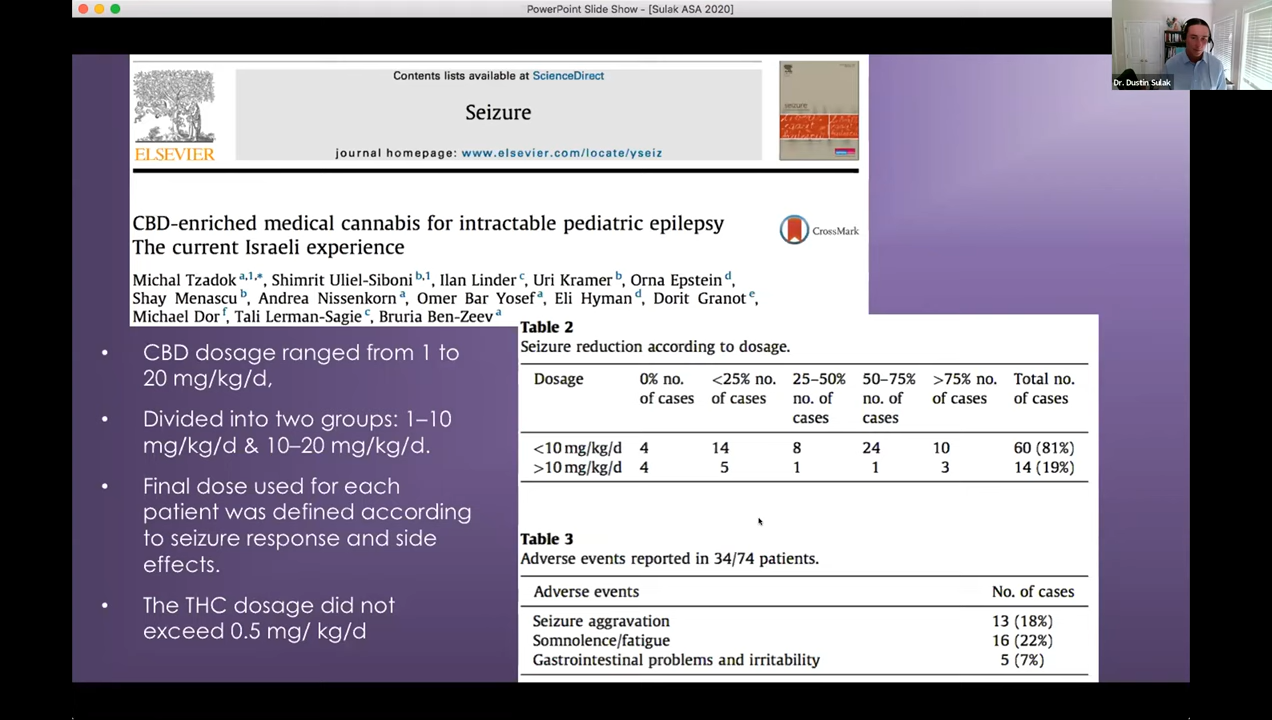 PowerPoint Slide Show - [Sulak ASA 2020]
Dr. Dustin Sulak
Contents lists available at ScienceDirect
Seizure
journal homepage: www.elsevier.com/locate/yseiz
ELSEVIER
CBD-enriched medical cannabis for intractable pediatric epilepsy
The current Israeli experience
CrossMark
Michal Tzadok a,1,*, Shimrit Uliel-Siboni b,1, Ilan Linder c, Uri Kramer b, Orna Epstein d,
Shay Menascu b, Andrea Nissenkorn a, Omer Bar Yosef a, Eli Hyman d, Dorit Granot e,
Michael Dor f, Tali Lerman-Sagie c, Bruria Ben-Zeev a
• CBD dosage ranged from 1 to
20 mg/kg/d,
• Divided into two groups: 1–10
mg/kg/d & 10–20 mg/kg/d.
• Final dose used for each
patient was defined according
to seizure response and side
effects.
• The THC dosage did not
exceed 0.5 mg/ kg/d
Table 2
Seizure reduction according to dosage.
Dosage 0% no. <25% no. 25–50% 50–75% >75% no. Total no.
of cases of cases no. of no. of of cases of cases
cases cases
<10 mg/kg/d 4 14 8 24 10 60 (81%)
>10 mg/kg/d 4 5 1 1 3 14 (19%)
Table 3
Adverse events reported in 34/74 patients.
Adverse events No. of cases
Seizure aggravation 13 (18%)
Somnolence/fatigue 16 (22%)
Gastrointestinal problems and irritability 5 (7%)